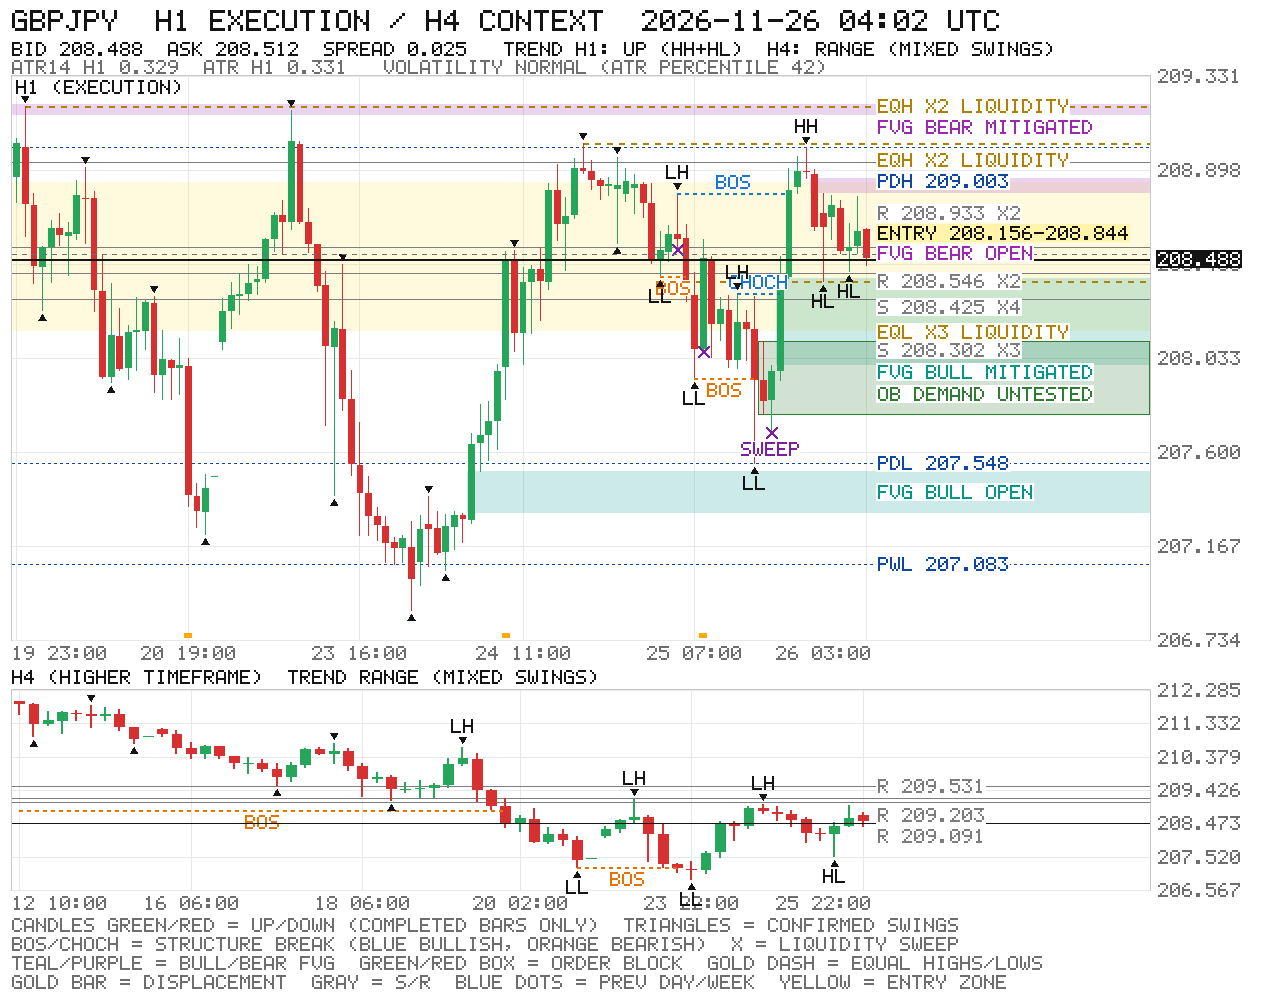 GBPJPY  H1 EXECUTION / H4 CONTEXT  2026-11-26 04:02 UTC
BID 208.488  ASK 208.512  SPREAD 0.025  TREND H1: UP (HH+HL)  H4: RANGE (MIXED SWINGS)
ATR14 H1 0.329  ATR H1 0.331  VOLATILITY NORMAL (ATR PERCENTILE 42)
H1 (EXECUTION)
209.331
EQH X2 LIQUIDITY
FVG BEAR MITIGATED
HH
EQH X2 LIQUIDITY
208.898
LH
BOS
PDH 209.003
R 208.933 X2
ENTRY 208.156-208.844
FVG BEAR OPEN
208.488
LH
CHOCH
R 208.546 X2
BOS
LL
HL
HL
S 208.425 X4
EQL X3 LIQUIDITY
S 208.302 X3
208.033
FVG BULL MITIGATED
BOS
LL
OB DEMAND UNTESTED
SWEEP
207.600
PDL 207.548
LL
FVG BULL OPEN
207.167
PWL 207.083
206.734
19 23:00  20 19:00  23 16:00  24 11:00  25 07:00  26 03:00
H4 (HIGHER TIMEFRAME)  TREND RANGE (MIXED SWINGS)
212.285
211.332
LH
210.379
LH
LH
R 209.531
209.426
R 209.203
BOS
208.473
R 209.091
207.520
HL
BOS
LL
LL
206.567
12 10:00  16 06:00  18 06:00  20 02:00  23 22:00  25 22:00
CANDLES GREEN/RED = UP/DOWN (COMPLETED BARS ONLY)  TRIANGLES = CONFIRMED SWINGS
BOS/CHOCH = STRUCTURE BREAK (BLUE BULLISH, ORANGE BEARISH)  X = LIQUIDITY SWEEP
TEAL/PURPLE = BULL/BEAR FVG  GREEN/RED BOX = ORDER BLOCK  GOLD DASH = EQUAL HIGHS/LOWS
GOLD BAR = DISPLACEMENT  GRAY = S/R  BLUE DOTS = PREV DAY/WEEK  YELLOW = ENTRY ZONE